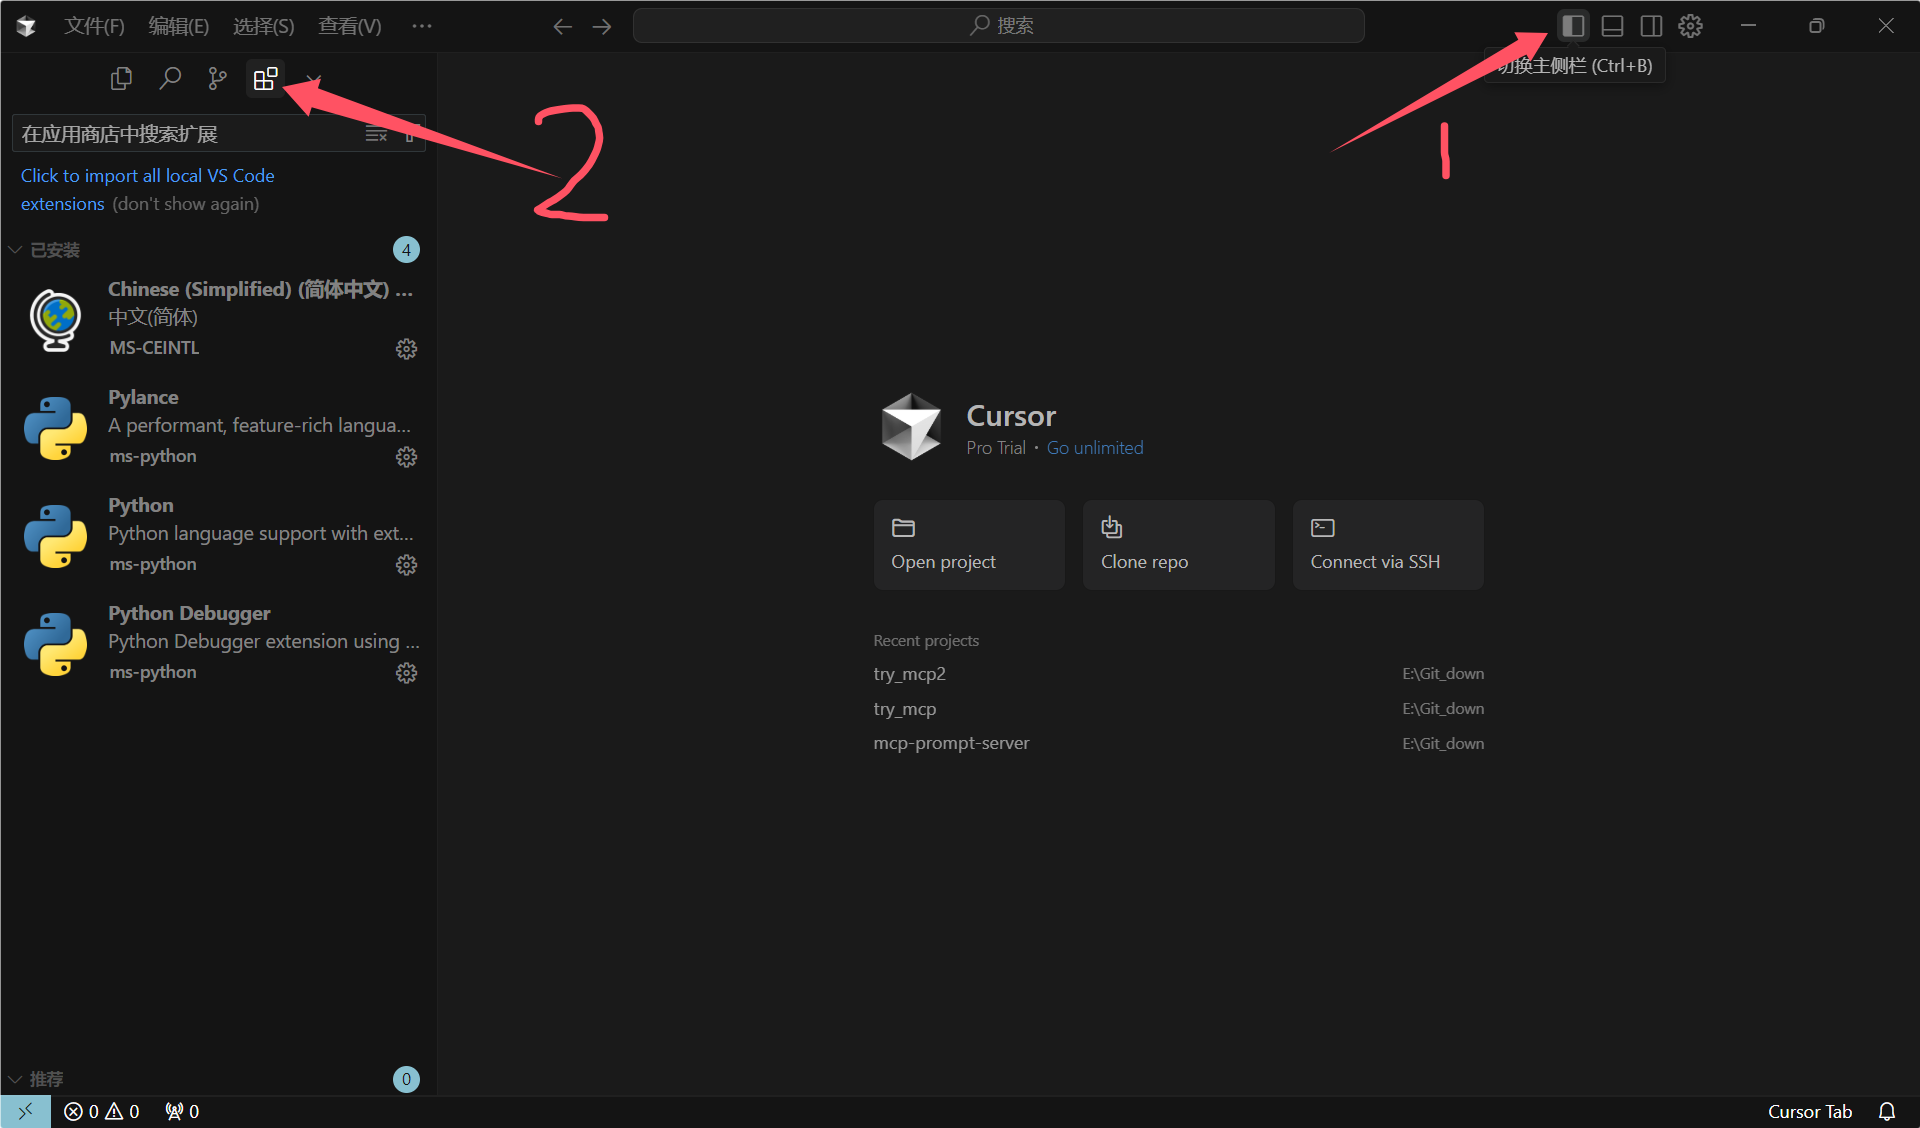 文件(F) 编辑(E) 选择(S) 查看(V) ··· 搜索
切换主侧栏 (Ctrl+B)
1
2
在应用商店中搜索扩展
Click to import all local VS Code
extensions (don't show again)
已安装 4
Chinese (Simplified) (简体中文) ...
中文(简体)
MS-CEINTL
Pylance
A performant, feature-rich langua...
ms-python
Python
Python language support with ext...
ms-python
Python Debugger
Python Debugger extension using ...
ms-python
Cursor
Pro Trial · Go unlimited
Open project Clone repo Connect via SSH
Recent projects
try_mcp2 E:\Git_down
try_mcp E:\Git_down
mcp-prompt-server E:\Git_down
推荐 0
0 0 0 Cursor Tab